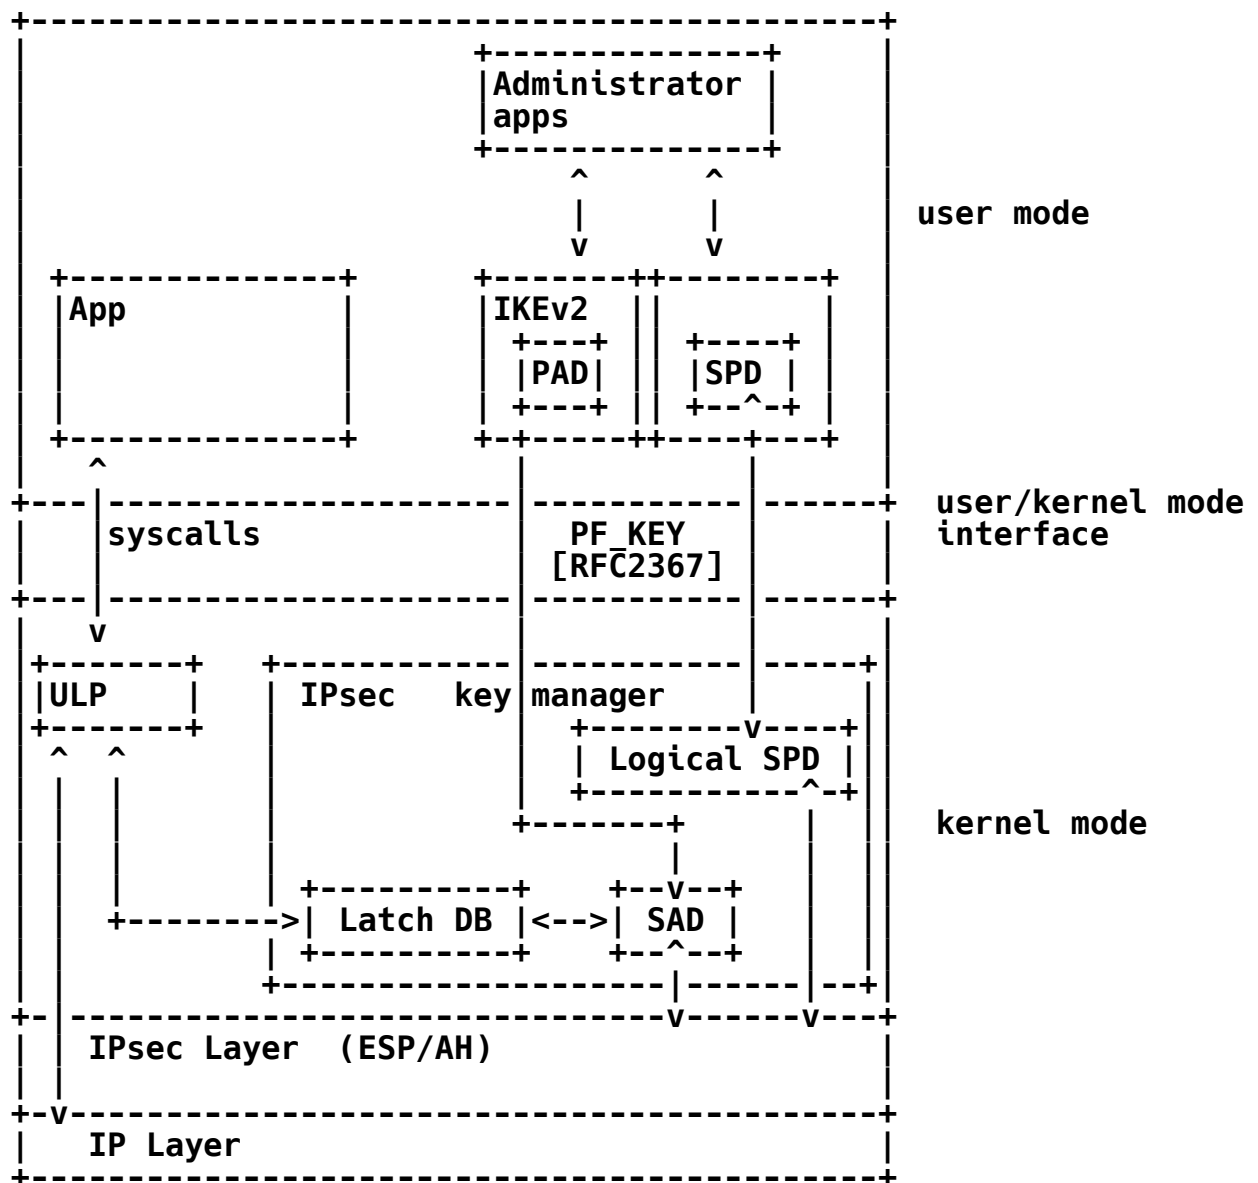 Administrator
apps
user mode
App
IKEv2
PAD
SPD
user/kernel mode
syscalls PF_KEY interface
[RFC2367]
ULP IPsec key manager
Logical SPD
kernel mode
Latch DB SAD
IPsec Layer (ESP/AH)
IP Layer